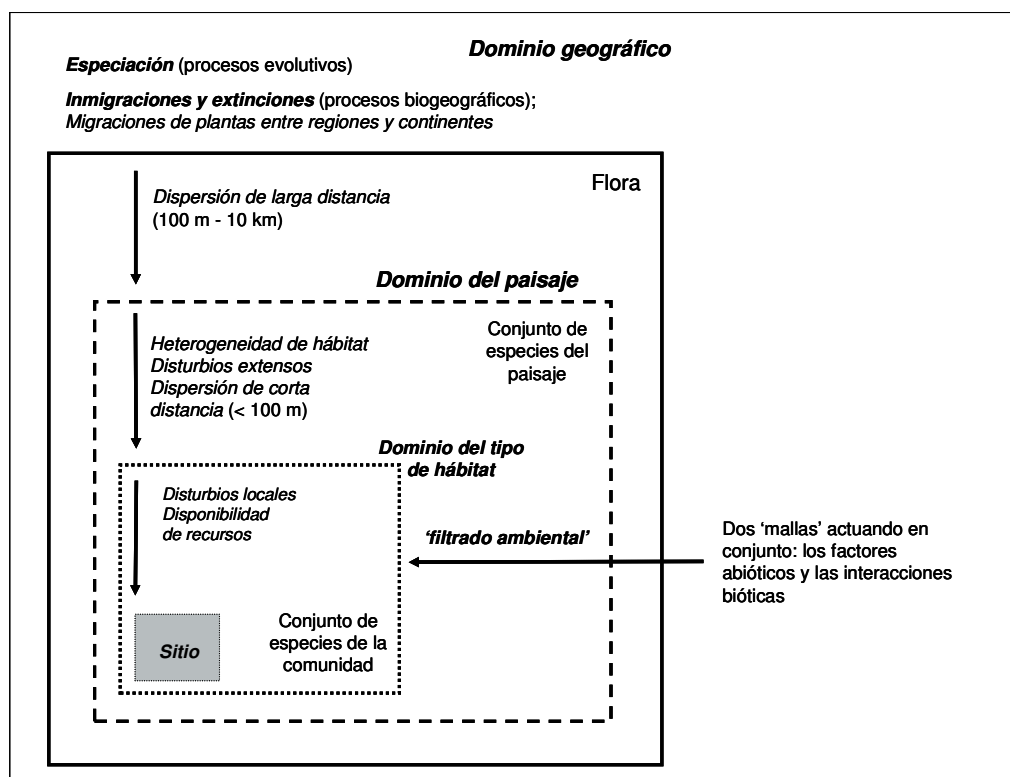 Dominio geográfico
Especiación (procesos evolutivos)
Inmigraciones y extinciones (procesos biogeográficos);
Migraciones de plantas entre regiones y continentes
Flora
Dispersión de larga distancia
(100 m - 10 km)
Dominio del paisaje
Conjunto de
especies del
paisaje
Heterogeneidad de hábitat
Disturbios extensos
Dispersión de corta
distancia (< 100 m)
Dominio del tipo
de hábitat
Disturbios locales
Disponibilidad
de recursos
‘filtrado ambiental’
Dos ‘mallas’ actuando en
conjunto: los factores
abióticos y las interacciones
bióticas
Conjunto de
especies de la
comunidad
Sitio